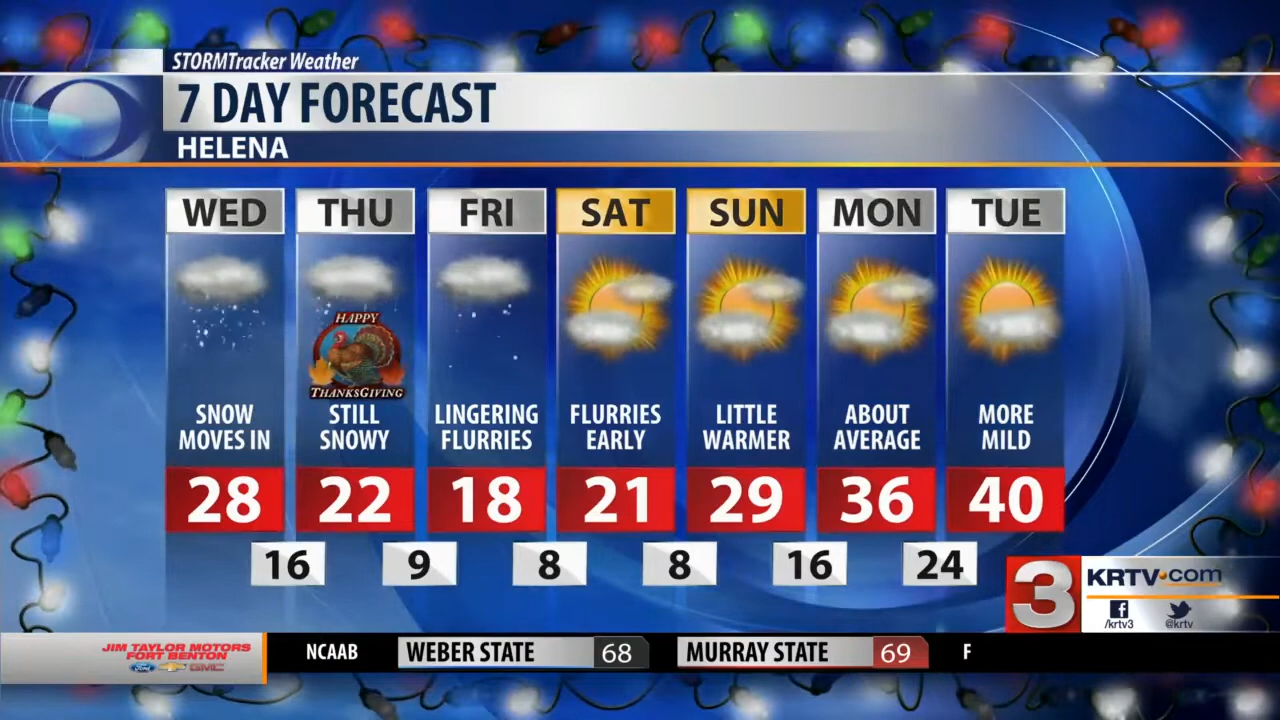 STORMTracker Weather
7 DAY FORECAST
HELENA
WED THU FRI SAT SUN MON TUE
HAPPY
THANKSGIVING
SNOW
MOVES IN
STILL
SNOWY
LINGERING
FLURRIES
FLURRIES
EARLY
LITTLE
WARMER
ABOUT
AVERAGE
MORE
MILD
28 22 18 21 29 36 40
16 9 8 8 16 24
3
KRTV.com
/krtv3 @krtv
JIM TAYLOR MOTORS
FORT BENTON
Ford GMC
NCAAB WEBER STATE 68 MURRAY STATE 69 F